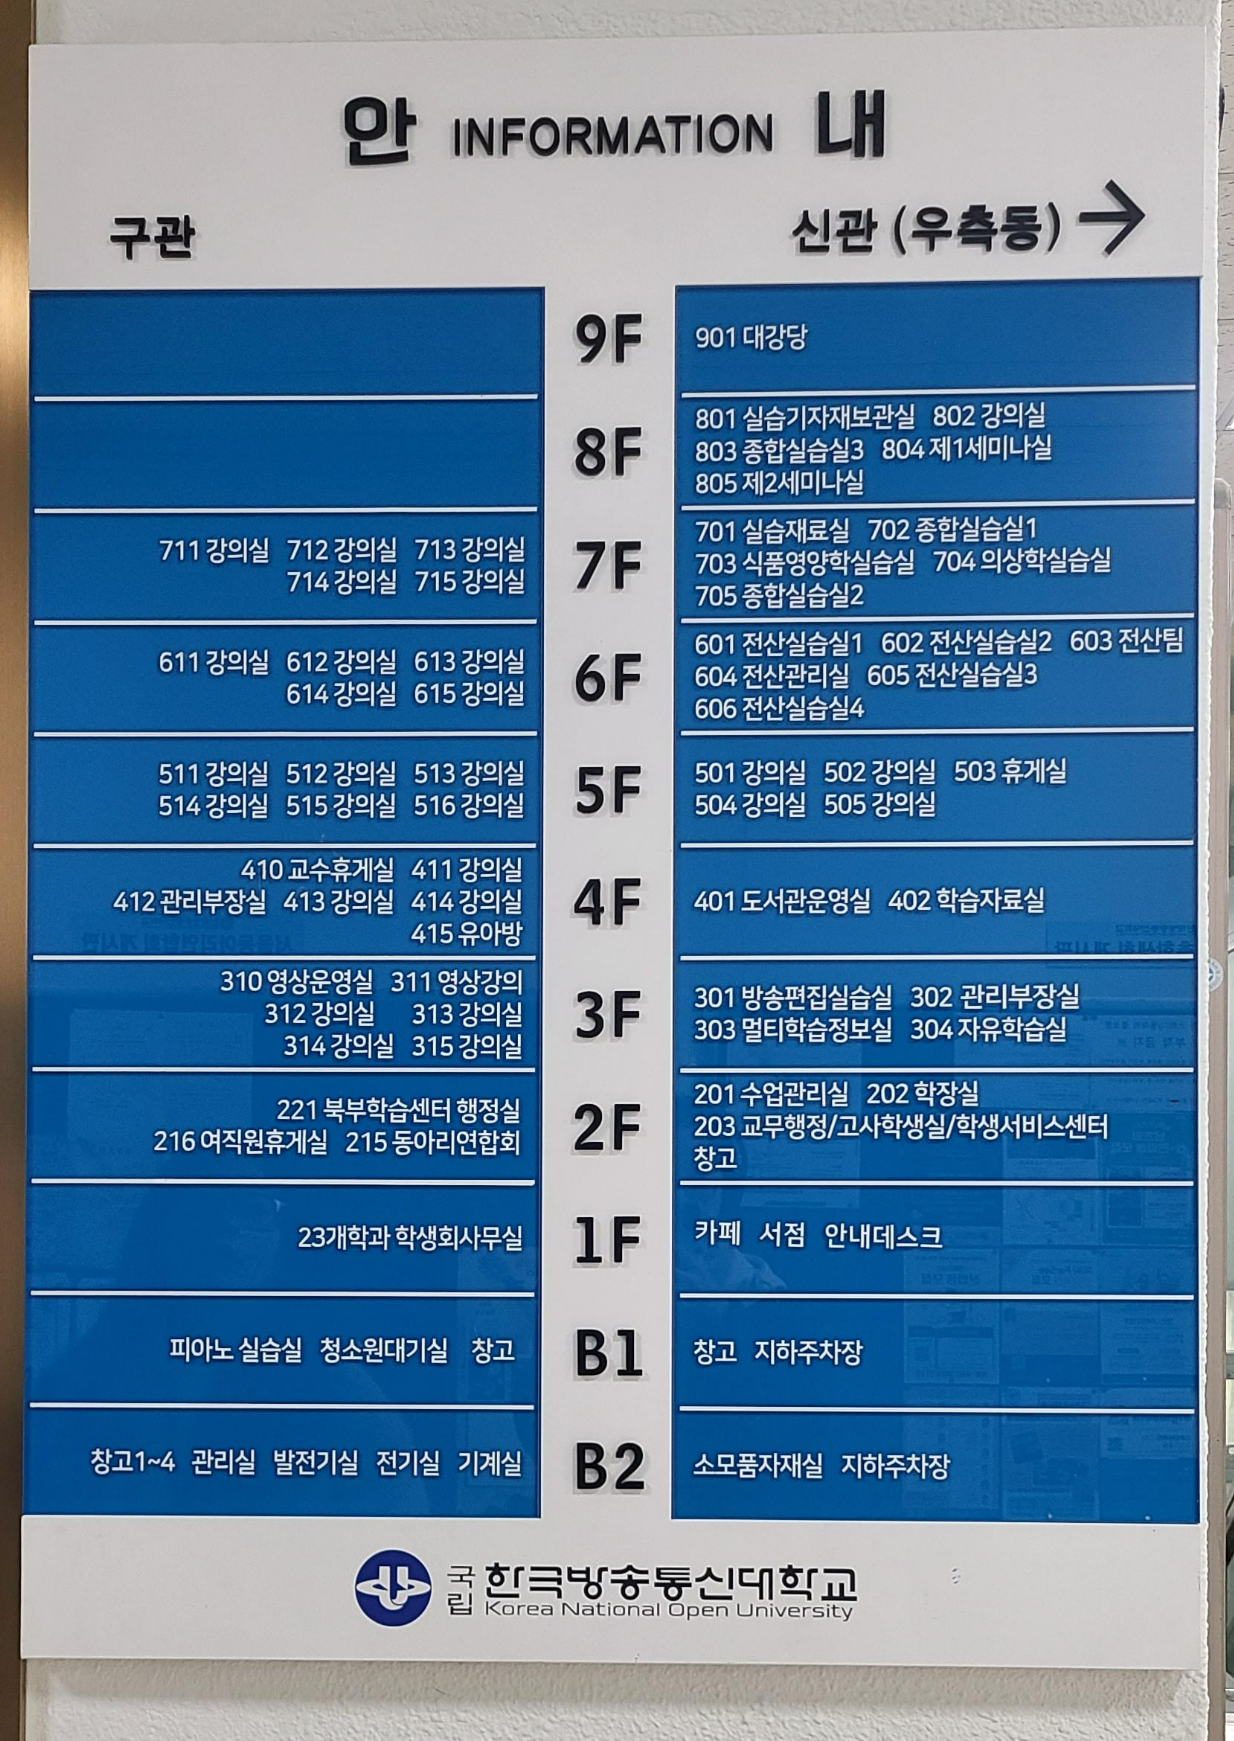 안 INFORMATION 내
구관
신관 (우측동) →
9F
901 대강당
8F
801 실습기자재보관실 802 강의실
803 종합실습실3 804 제1세미나실
805 제2세미나실
711 강의실 712 강의실 713 강의실
714 강의실 715 강의실
7F
701 실습재료실 702 종합실습실1
703 식품영양학실습실 704 의상학실습실
705 종합실습실2
611 강의실 612 강의실 613 강의실
614 강의실 615 강의실
6F
601 전산실습실1 602 전산실습실2 603 전산팀
604 전산관리실 605 전산실습실3
606 전산실습실4
511 강의실 512 강의실 513 강의실
514 강의실 515 강의실 516 강의실
5F
501 강의실 502 강의실 503 휴게실
504 강의실 505 강의실
410 교수휴게실 411 강의실
412 관리부장실 413 강의실 414 강의실
415 유아방
4F
401 도서관운영실 402 학습자료실
310 영상운영실 311 영상강의
312 강의실 313 강의실
314 강의실 315 강의실
3F
301 방송편집실습실 302 관리부장실
303 멀티학습정보실 304 자유학습실
221 북부학습센터 행정실
216 여직원휴게실 215 동아리연합회
2F
201 수업관리실 202 학장실
203 교무행정/고사학생실/학생서비스센터
창고
23개학과 학생회사무실
1F
카페 서점 안내데스크
피아노 실습실 청소원대기실 창고
B1
창고 지하주차장
창고1~4 관리실 발전기실 전기실 기계실
B2
소모품자재실 지하주차장
국립 한국방송통신대학교
Korea National Open University